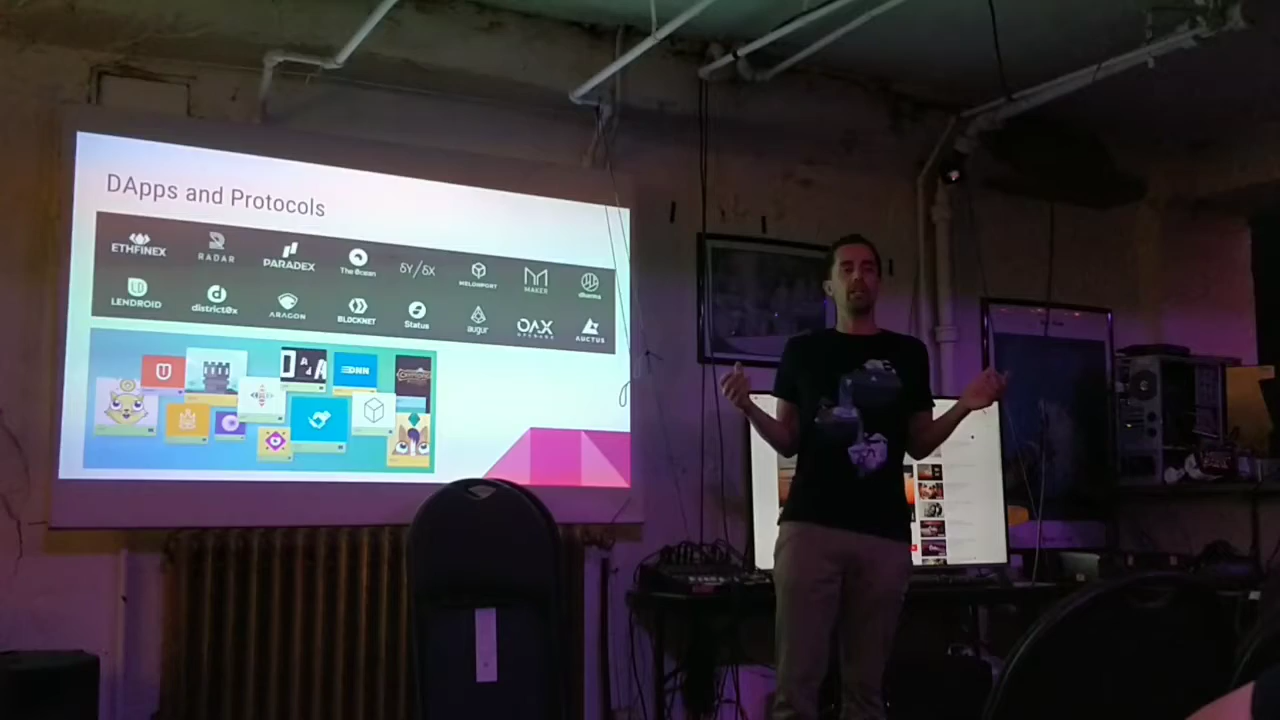 DApps and Protocols
ETHFINEX RADAR PARADEX The Ocean δY/δX MELONPORT MAKER dharma
LENDROID district0x ARAGON BLOCKNET Status augur OAX AUCTUS
DNN